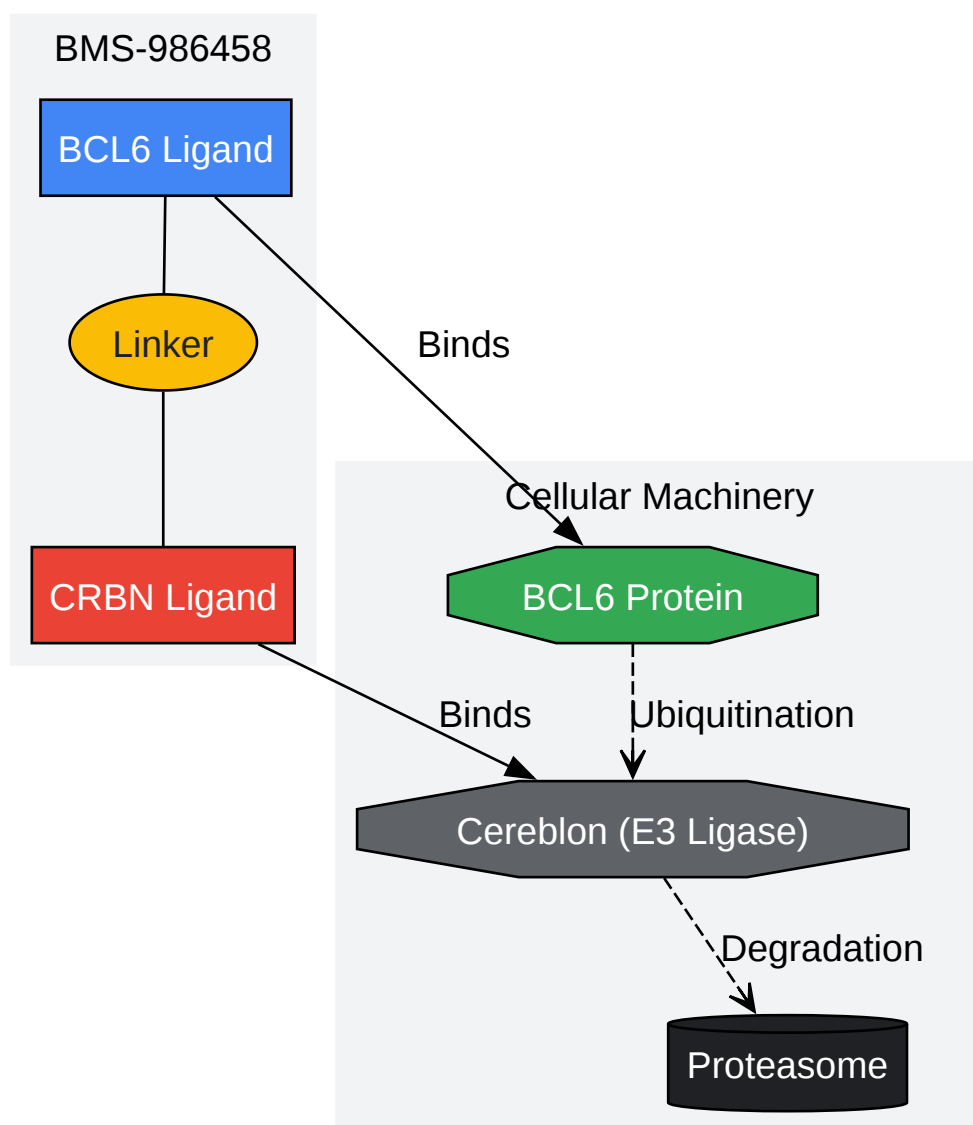 BMS-986458
BCL6 Ligand
Linker
Binds
Cellular Machinery
CRBN Ligand
BCL6 Protein
Binds
Ubiquitination
Cereblon (E3 Ligase)
Degradation
Proteasome